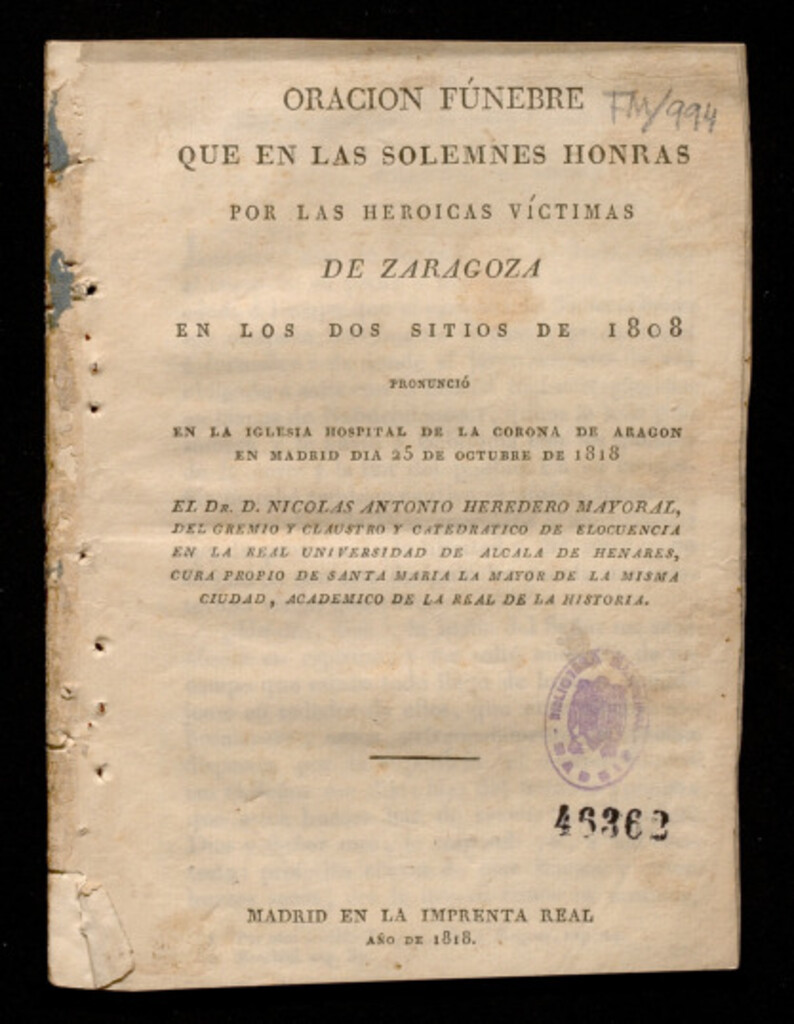 ORACION FÚNEBRE
FM/994
QUE EN LAS SOLEMNES HONRAS
POR LAS HEROICAS VÍCTIMAS
DE ZARAGOZA
EN LOS DOS SITIOS DE 1808
PRONUNCIÓ
EN LA IGLESIA HOSPITAL DE LA CORONA DE ARAGON
EN MADRID DIA 25 DE OCTUBRE DE 1818
EL DR. D. NICOLAS ANTONIO HEREDERO MAYORAL,
DEL GREMIO Y CLAUSTRO Y CATEDRATICO DE ELOCUENCIA
EN LA REAL UNIVERSIDAD DE ALCALA DE HENARES,
CURA PROPIO DE SANTA MARIA LA MAYOR DE LA MISMA
CIUDAD, ACADEMICO DE LA REAL DE LA HISTORIA.
BIBLIOTECA
MADRID
46362
MADRID EN LA IMPRENTA REAL
AÑO DE 1818.